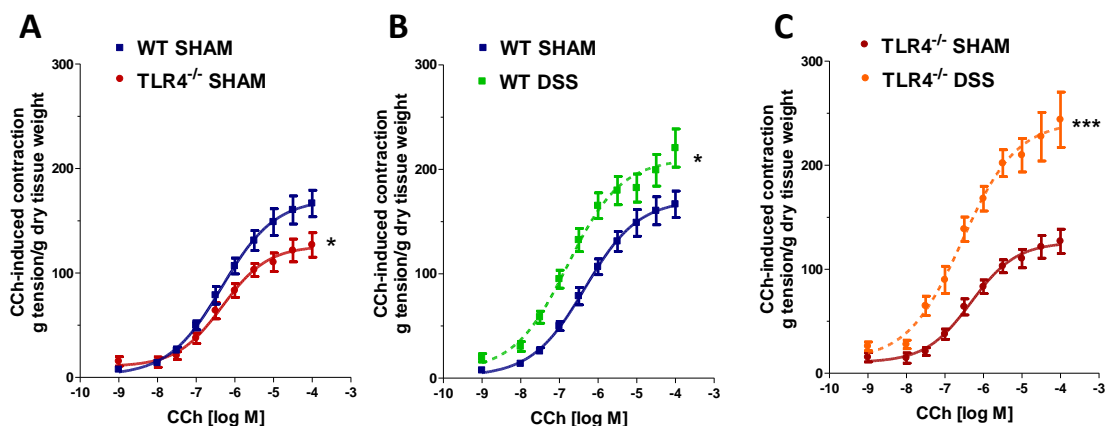 A
WT SHAM
TLR4-/- SHAM
CCh-induced contraction
g tension/g dry tissue weight
300
200
100
0
*
-9 -8 -7 -6 -5 -4 -3
CCh [log M]
B
WT SHAM
WT DSS
CCh-induced contraction
g tension/g dry tissue weight
300
200
100
0
*
-9 -8 -7 -6 -5 -4 -3
CCh [log M]
C
TLR4-/- SHAM
TLR4-/- DSS
CCh-induced contraction
g tension/g dry tissue weight
300
200
100
0
***
-9 -8 -7 -6 -5 -4 -3
CCh [log M]